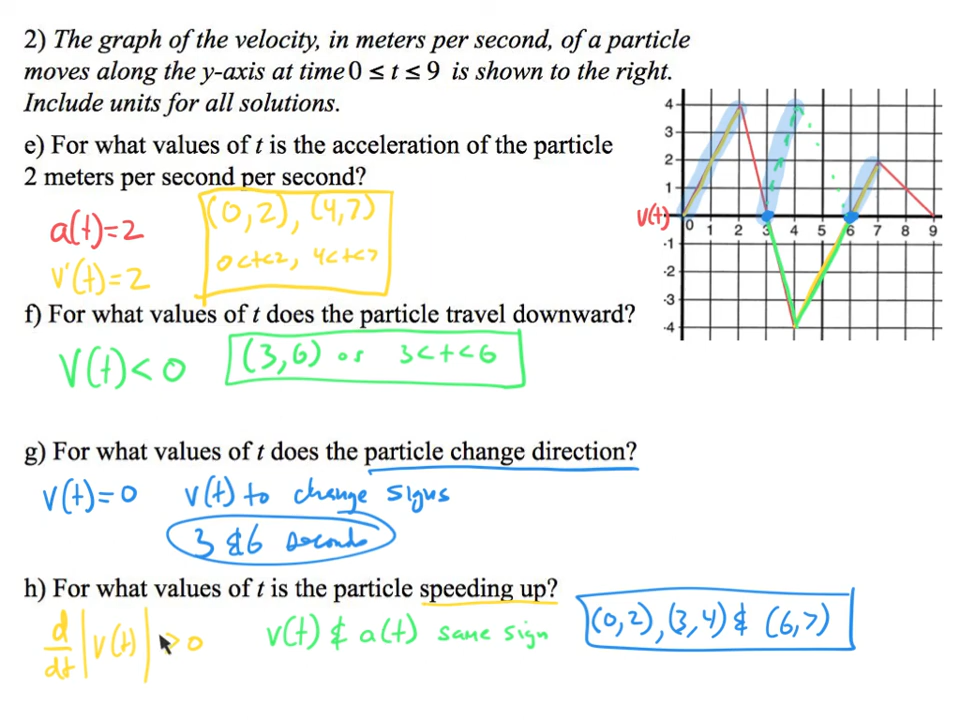 2) The graph of the velocity, in meters per second, of a particle
moves along the y-axis at time 0 ≤ t ≤ 9 is shown to the right.
Include units for all solutions.
e) For what values of t is the acceleration of the particle
2 meters per second per second?
a(t)=2
(0,2), (4,7)
v'(t)=2
0<t<2, 4<t<7
f) For what values of t does the particle travel downward?
V(t)<0
(3,6) or 3<t<6
g) For what values of t does the particle change direction?
v(t)=0 v(t) to change signs
3 & 6 seconds
h) For what values of t is the particle speeding up?
d/dt |v(t)| > 0 v(t) & a(t) same sign (0,2), (3,4) & (6,7)
4
3
2
1
v(t)
0 1 2 3 4 5 6 7 8 9
-1
-2
-3
-4